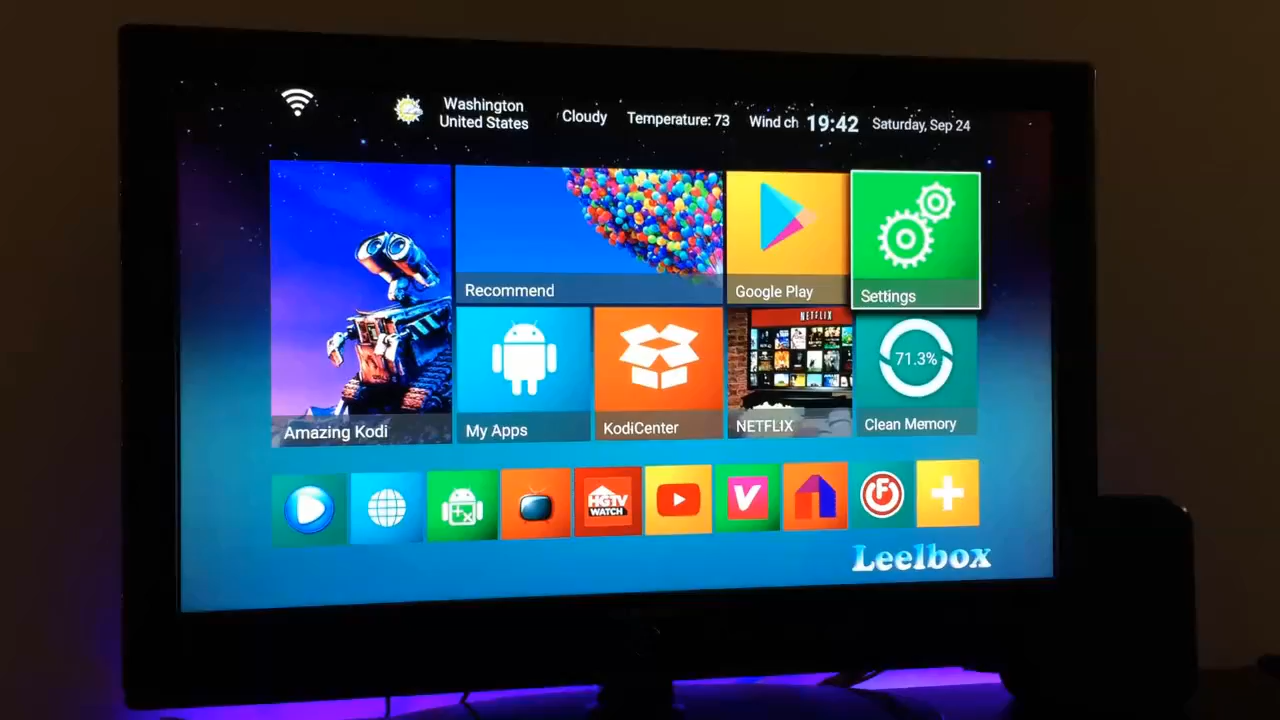 Washington
United States
Cloudy
Temperature: 73
Wind ch
19:42
Saturday, Sep 24
Recommend
Google Play
Settings
NETFLIX
71.3%
Amazing Kodi
My Apps
KodiCenter
NETFLIX
Clean Memory
HGTV
WATCH
V
F
Leelbox